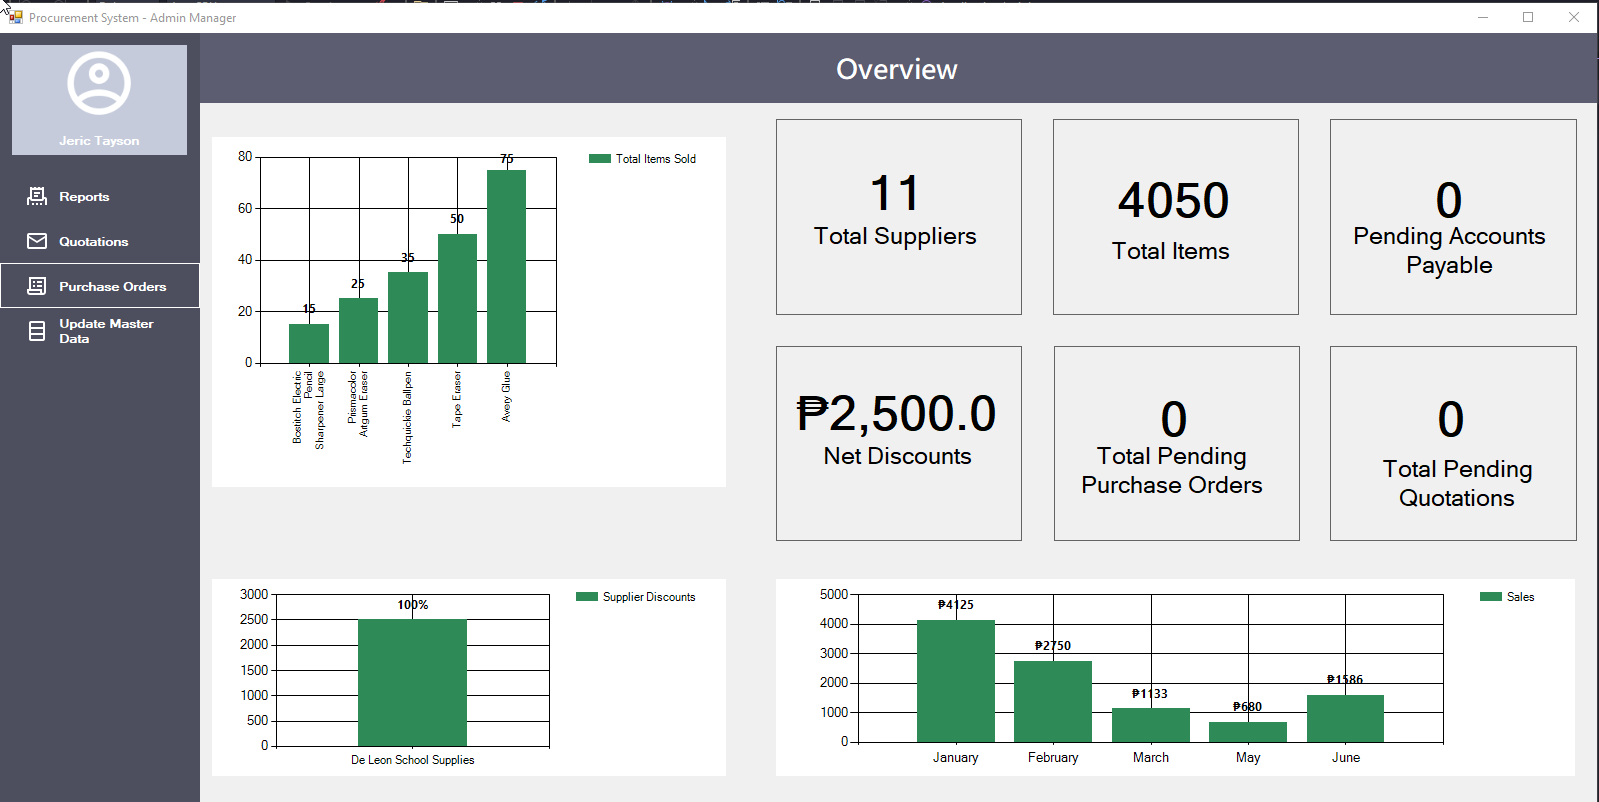 Procurement System - Admin Manager
Jeric Tayson
Reports
Quotations
Purchase Orders
Update Master
Data
Overview
80
60
40
20
0
15
25
35
50
75
Bostitch Electric
Pencil
Sharpener Large
Prismacolor
Artgum Eraser
Techquickie Ballpen
Tape Eraser
Avery Glue
Total Items Sold
11
Total Suppliers
4050
Total Items
0
Pending Accounts
Payable
₱2,500.0
Net Discounts
0
Total Pending
Purchase Orders
0
Total Pending
Quotations
3000
2500
2000
1500
1000
500
0
100%
De Leon School Supplies
Supplier Discounts
5000
4000
3000
2000
1000
0
₱4125
₱2750
₱1133
₱680
₱1586
January
February
March
May
June
Sales